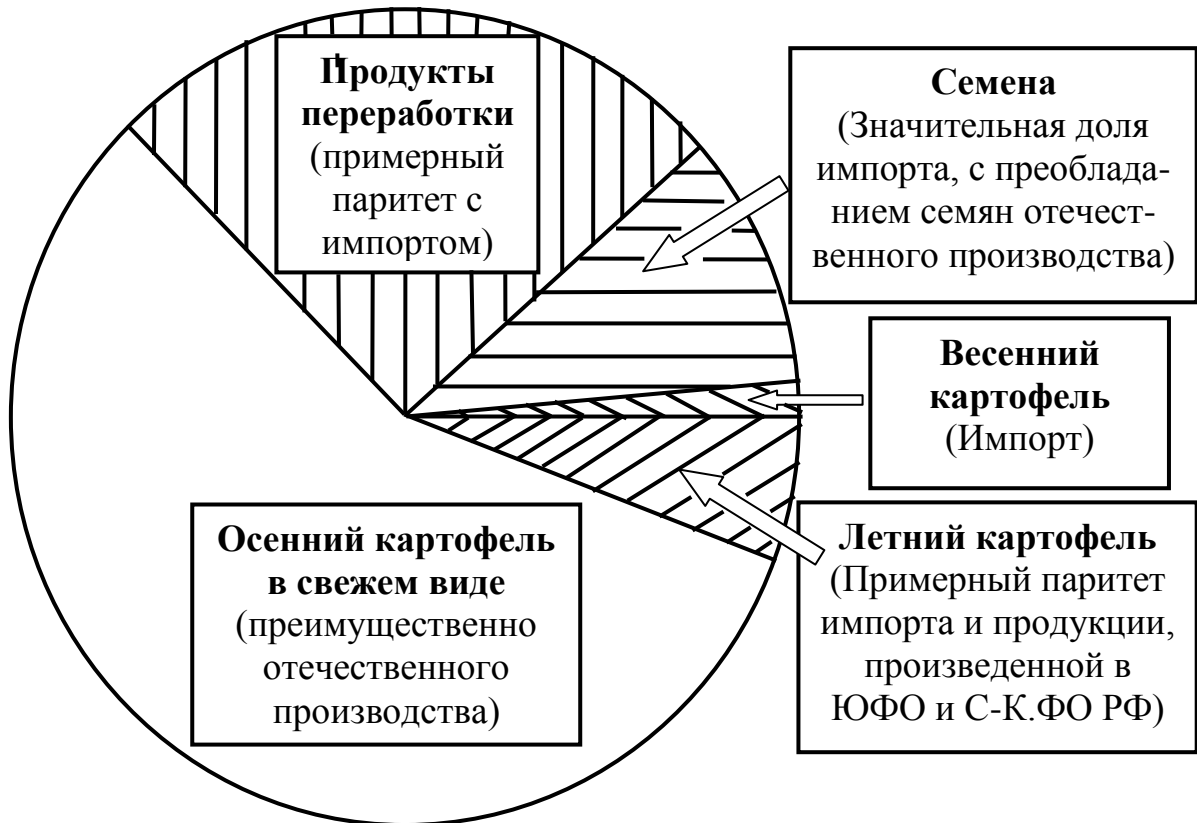 Продукты
переработки
(примерный
паритет с
импортом)
Семена
(Значительная доля
импорта, с преоблада-
нием семян отечест-
венного производства)
Весенний
картофель
(Импорт)
Летний картофель
(Примерный паритет
импорта и продукции,
произведенной в
ЮФО и С-К.ФО РФ)
Осенний картофель
в свежем виде
(преимущественно
отечественного
производства)